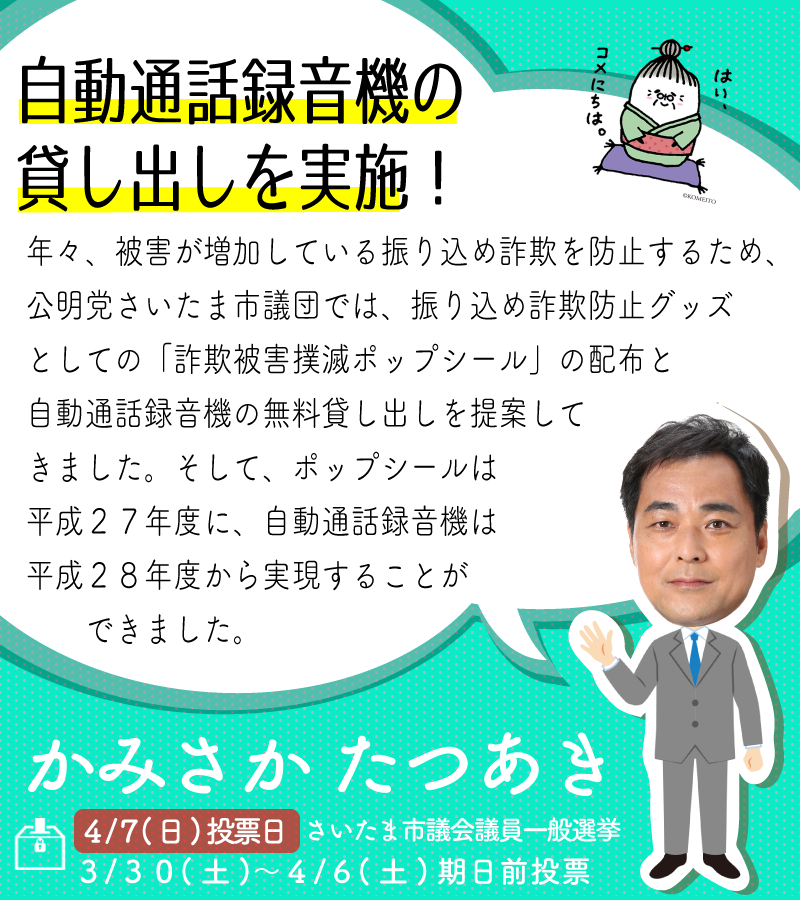 自動通話録音機の
貸し出しを実施！
はい、
コメにちは。
©KOMEITO
年々、被害が増加している振り込め詐欺を防止するため、
公明党さいたま市議団では、振り込め詐欺防止グッズ
としての「詐欺被害撲滅ポップシール」の配布と
自動通話録音機の無料貸し出しを提案して
きました。そして、ポップシールは
平成２７年度に、自動通話録音機は
平成２８年度から実現することが
できました。
かみさか たつあき
4/7(日)投票日 さいたま市議会議員一般選挙
3/30(土)～4/6(土)期日前投票